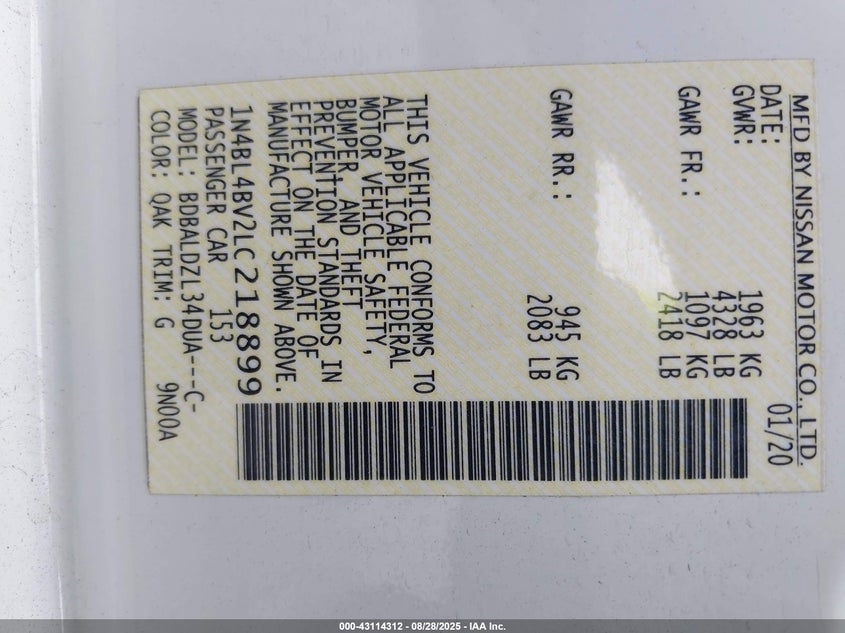 MFD BY NISSAN MOTOR CO., LTD.
DATE: 01/20
GVWR: 1963 KG
4328 LB
GAWR FR.: 1097 KG
2418 LB
GAWR RR.: 945 KG
2083 LB
THIS VEHICLE CONFORMS TO
ALL APPLICABLE FEDERAL
MOTOR VEHICLE SAFETY,
BUMPER, AND THEFT
PREVENTION STANDARDS IN
EFFECT ON THE DATE OF
MANUFACTURE SHOWN ABOVE.
1N4BL4BV2LC218899
PASSENGER CAR 153
MODEL: BDBALDZL34DUA---C-
COLOR: QAK TRIM: G 9N00A
000-43114312 - 08/28/2025 - IAA Inc.